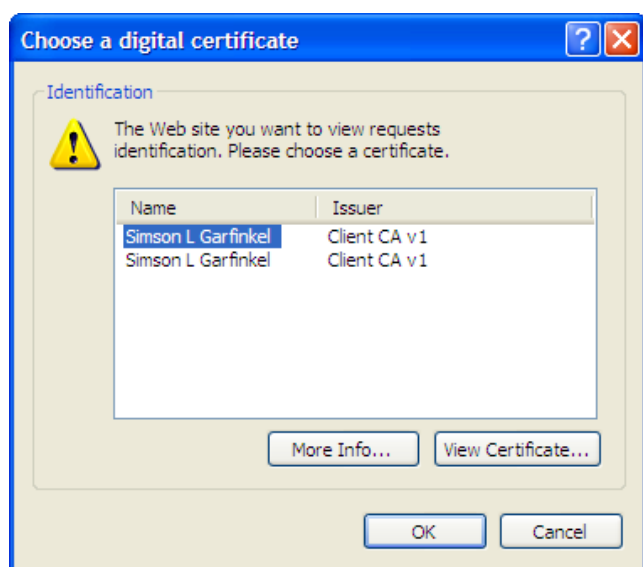 Choose a digital certificate
Identification
The Web site you want to view requests
identification. Please choose a certificate.
Name Issuer
Simson L Garfinkel Client CA v1
Simson L Garfinkel Client CA v1
More Info... View Certificate...
OK Cancel